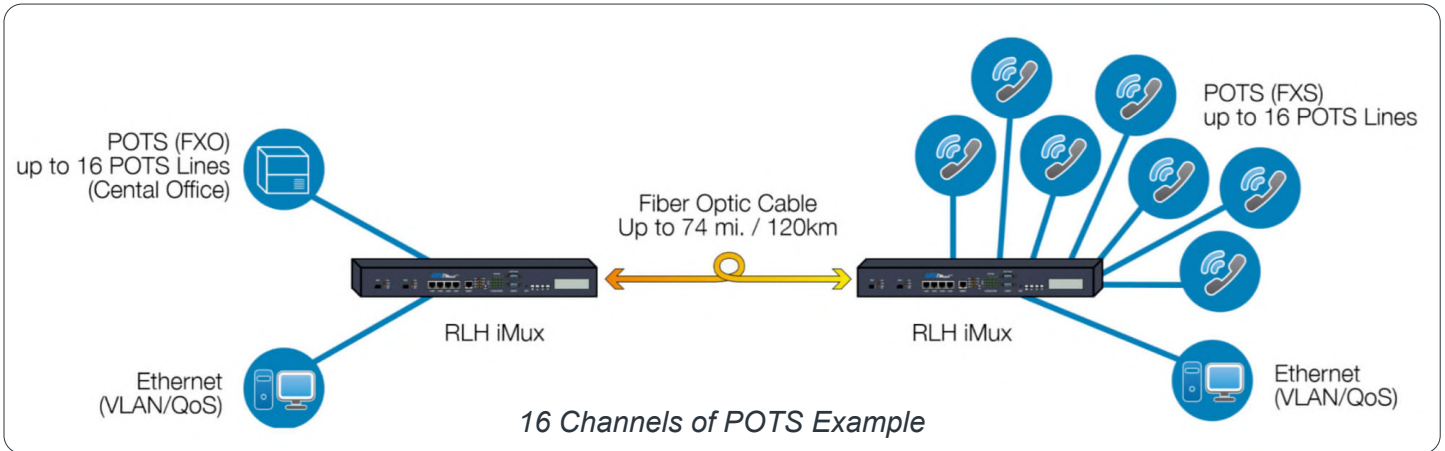 POTS (FXO)
up to 16 POTS Lines
(Cental Office)
Ethernet
(VLAN/QoS)
RLH iMux
Fiber Optic Cable
Up to 74 mi. / 120km
RLH iMux
POTS (FXS)
up to 16 POTS Lines
Ethernet
(VLAN/QoS)
16 Channels of POTS Example